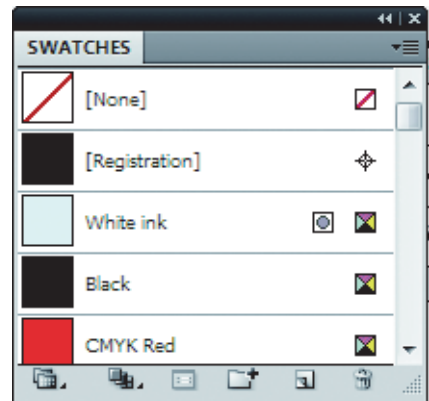 SWATCHES
[None]
[Registration]
White ink
Black
CMYK Red